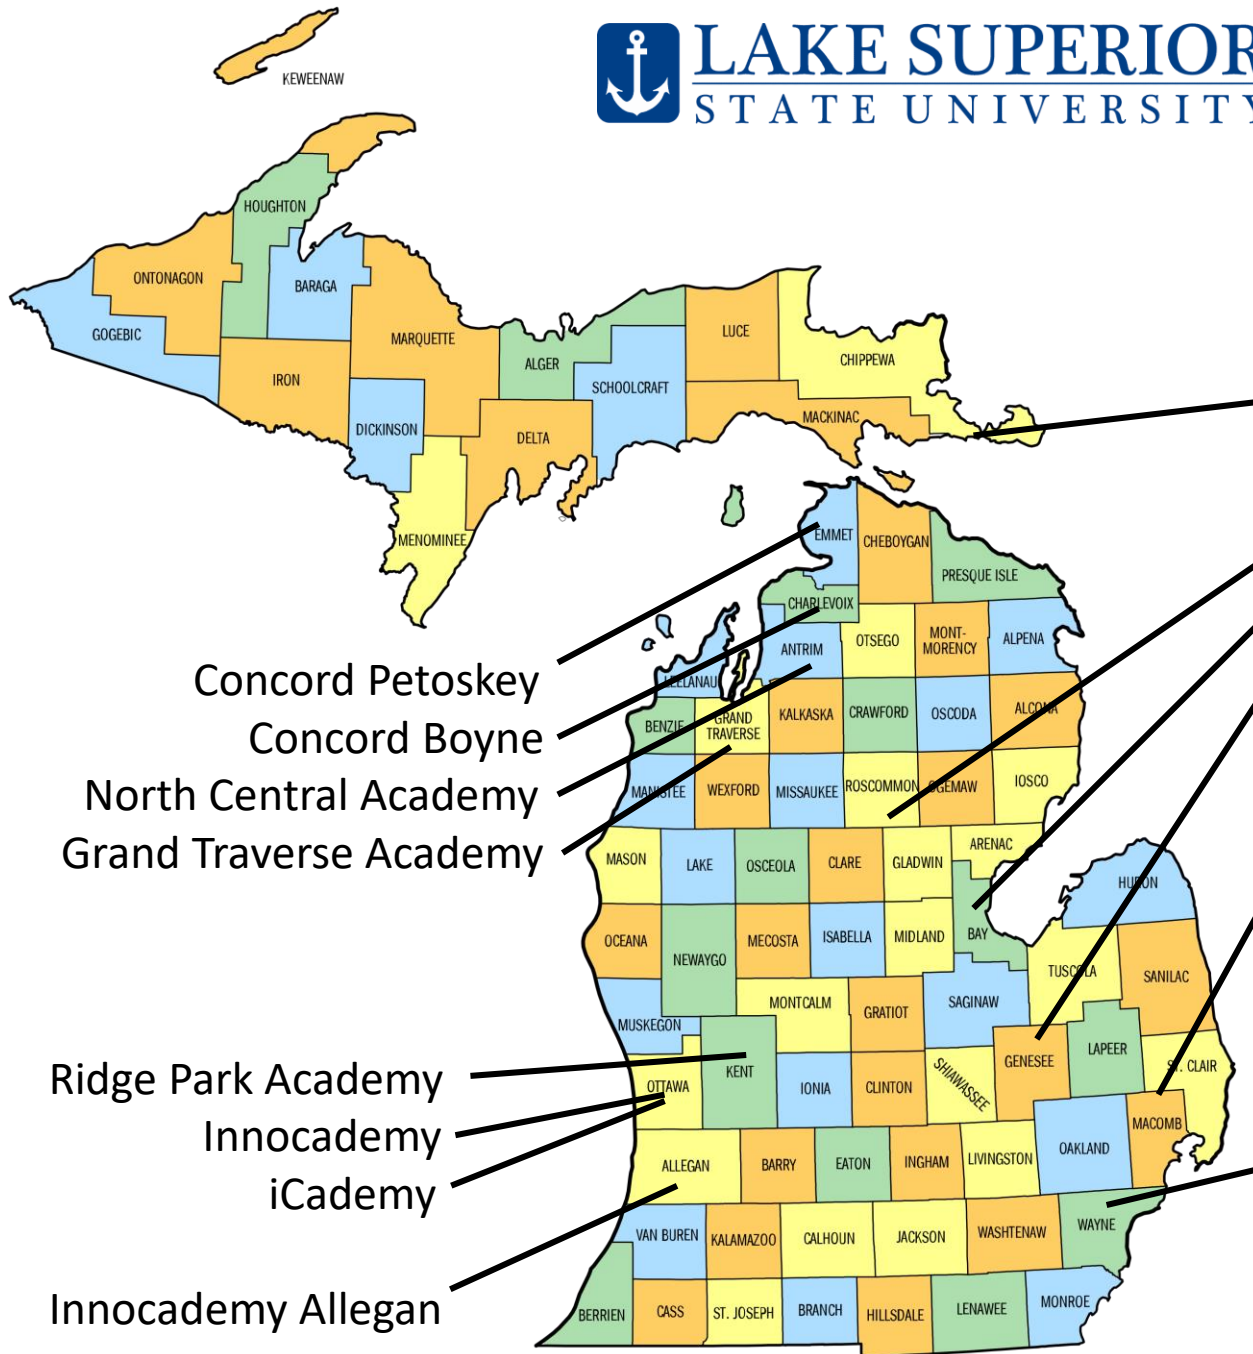 LAKE SUPERIOR
STATE UNIVERSITY
KEWEENAW
HOUGHTON
ONTONAGON
BARAGA
GOGEBIC
MARQUETTE
LUCE
ALGER
CHIPPEWA
IRON
SCHOOLCRAFT
MACKINAC
DICKINSON
DELTA
MENOMINEE
EMMET
CHEBOYGAN
PRESQUE ISLE
CHARLEVOIX
OTSEGO
MONT-
MORENCY
ALPENA
ANTRIM
LEELANAU
Concord Petoskey
Concord Boyne
North Central Academy
Grand Traverse Academy
BENZIE
GRAND
TRAVERSE
KALKASKA
CRAWFORD
OSCODA
ALCONA
MANISTEE
WEXFORD
MISSAUKEE
ROSCOMMON
OGEMAW
IOSCO
MASON
LAKE
OSCEOLA
CLARE
GLADWIN
ARENAC
HURON
OCEANA
NEWAYGO
MECOSTA
ISABELLA
MIDLAND
BAY
TUSCOLA
SANILAC
MUSKEGON
MONTCALM
GRATIOT
SAGINAW
GENESEE
LAPEER
ST. CLAIR
Ridge Park Academy
Innocademy
iCademy
Innocademy Allegan
OTTAWA
KENT
IONIA
CLINTON
SHIAWASSEE
MACOMB
OAKLAND
ALLEGAN
BARRY
EATON
INGHAM
LIVINGSTON
VAN BUREN
KALAMAZOO
CALHOUN
JACKSON
WASHTENAW
WAYNE
BERRIEN
CASS
ST. JOSEPH
BRANCH
HILLSDALE
LENAWEE
MONROE